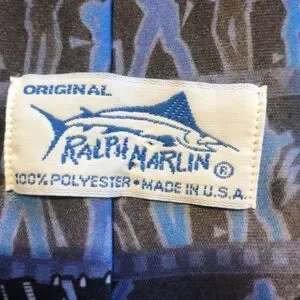 ORIGINAL
RALPH MARLIN ®
100% POLYESTER • MADE IN U.S.A.